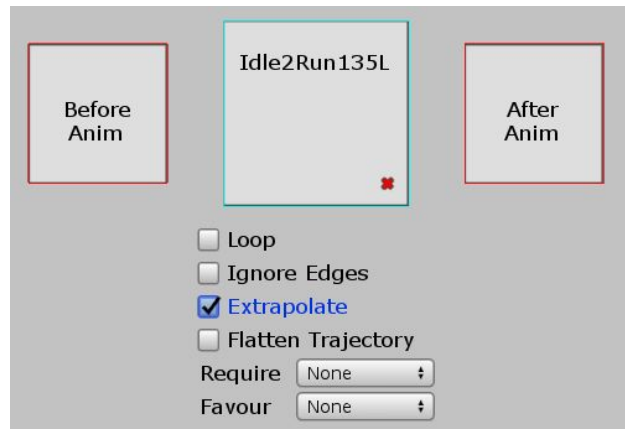 Before
Anim
Idle2Run135L
After
Anim
Loop
Ignore Edges
Extrapolate
Flatten Trajectory
Require None
Favour None